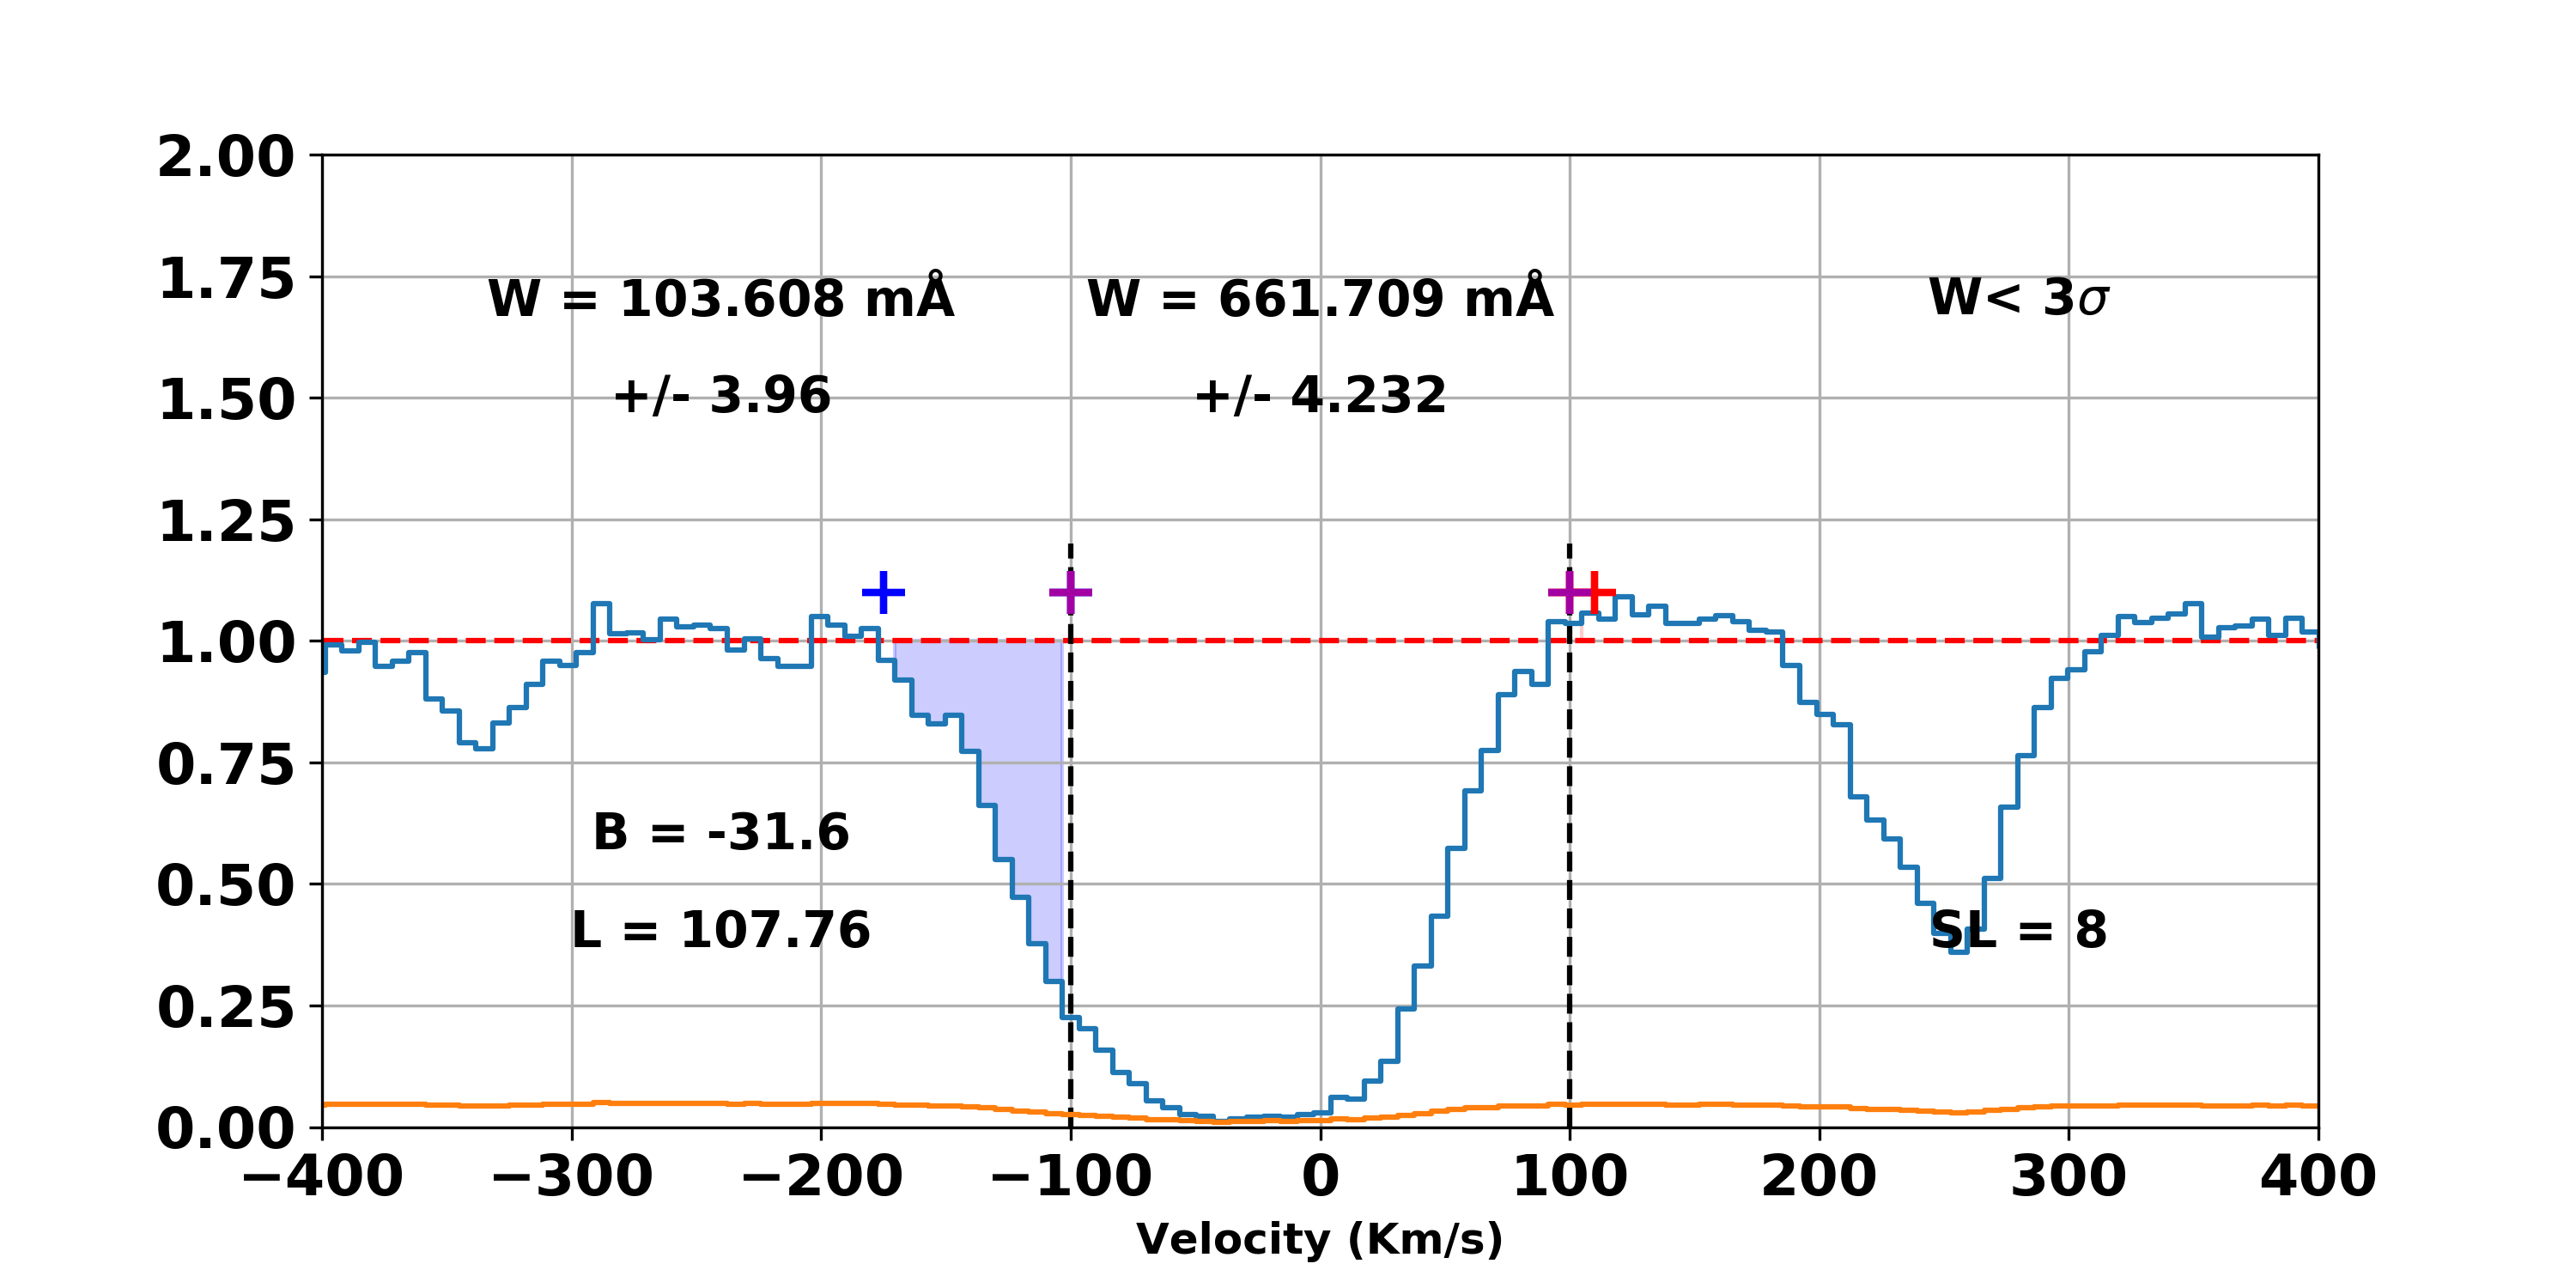 2.00
1.75
W = 103.608 mÅ
W = 661.709 mÅ
W< 3σ
1.50
+/- 3.96
+/- 4.232
1.25
1.00
0.75
B = -31.6
0.50
L = 107.76
SL = 8
0.25
0.00
−400 −300 −200 −100 0 100 200 300 400
Velocity (Km/s)